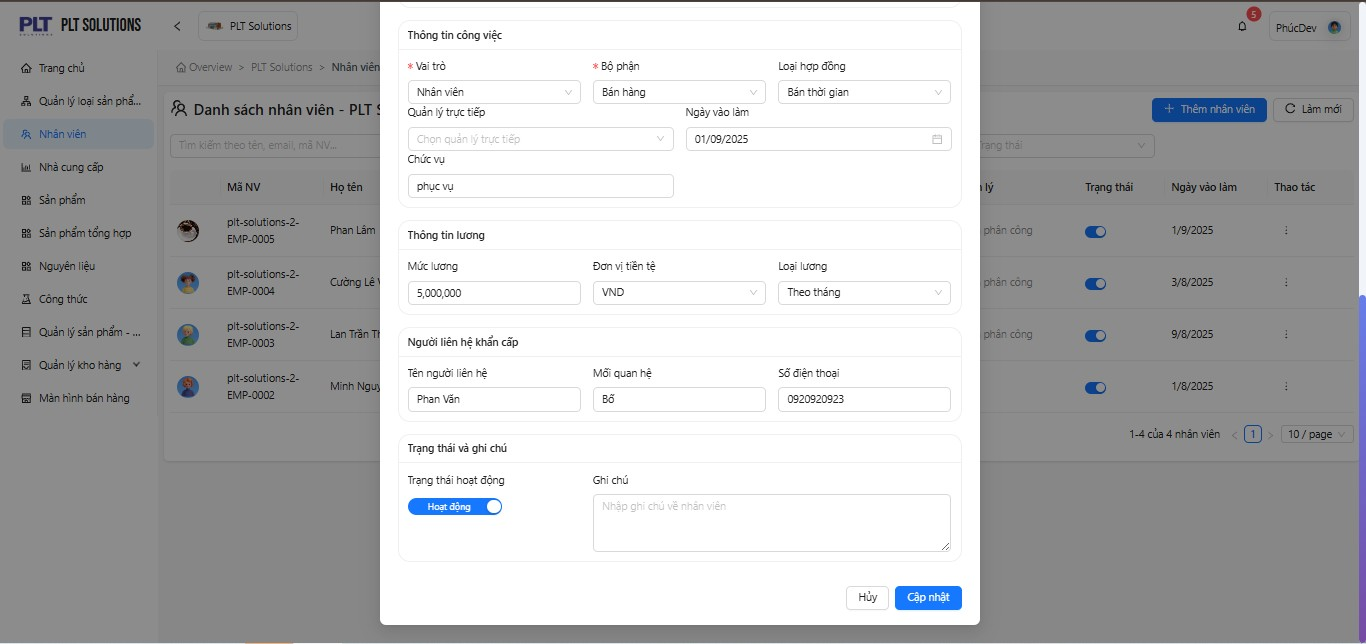 PLT SOLUTIONS
PLT SOLUTIONS
PLT Solutions
5
PhúcDev
Trang chủ
Quản lý loại sản phẩ...
Nhân viên
Nhà cung cấp
Sản phẩm
Sản phẩm tổng hợp
Nguyên liệu
Công thức
Quản lý sản phẩm - ...
Quản lý kho hàng
Màn hình bán hàng
Overview > PLT Solutions > Nhân viên
Danh sách nhân viên - PLT
+ Thêm nhân viên
Làm mới
Tìm kiếm theo tên, email, mã NV...
Trạng thái
Mã NV
Họ tên
lý
Trạng thái
Ngày vào làm
Thao tác
plt-solutions-2-
EMP-0005
Phan Lâm
phân công
1/9/2025
plt-solutions-2-
EMP-0004
Cường Lê
phân công
3/8/2025
plt-solutions-2-
EMP-0003
Lan Trần
phân công
9/8/2025
plt-solutions-2-
EMP-0002
Minh Nguy
phân công
1/8/2025
1-4 của 4 nhân viên
1
10 / page
Thông tin công việc
* Vai trò
* Bộ phận
Loại hợp đồng
Nhân viên
Bán hàng
Bán thời gian
Quản lý trực tiếp
Ngày vào làm
Chọn quản lý trực tiếp
01/09/2025
Chức vụ
phục vụ
Thông tin lương
Mức lương
Đơn vị tiền tệ
Loại lương
5,000,000
VND
Theo tháng
Người liên hệ khẩn cấp
Tên người liên hệ
Mối quan hệ
Số điện thoại
Phan Văn
Bố
0920920923
Trạng thái và ghi chú
Trạng thái hoạt động
Ghi chú
Hoạt động
Nhập ghi chú về nhân viên
Hủy
Cập nhật